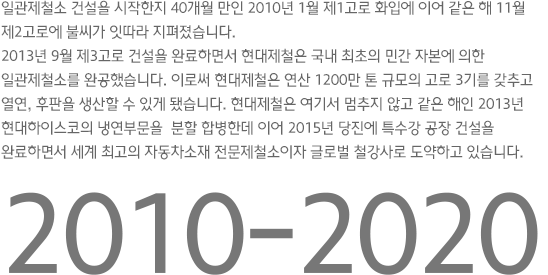 일관제철소 건설을 시작한지 40개월 만인 2010년 1월 제1고로 화입에 이어 같은 해 11월
제2고로에 불씨가 잇따라 지펴졌습니다.
2013년 9월 제3고로 건설을 완료하면서 현대제철은 국내 최초의 민간 자본에 의한
일관제철소를 완공했습니다. 이로써 현대제철은 연산 1200만 톤 규모의 고로 3기를 갖추고
열연, 후판을 생산할 수 있게 됐습니다. 현대제철은 여기서 멈추지 않고 같은 해인 2013년
현대하이스코의 냉연부문을 분할 합병한데 이어 2015년 당진에 특수강 공장 건설을
완료하면서 세계 최고의 자동차소재 전문제철소이자 글로벌 철강사로 도약하고 있습니다.
2010-2020